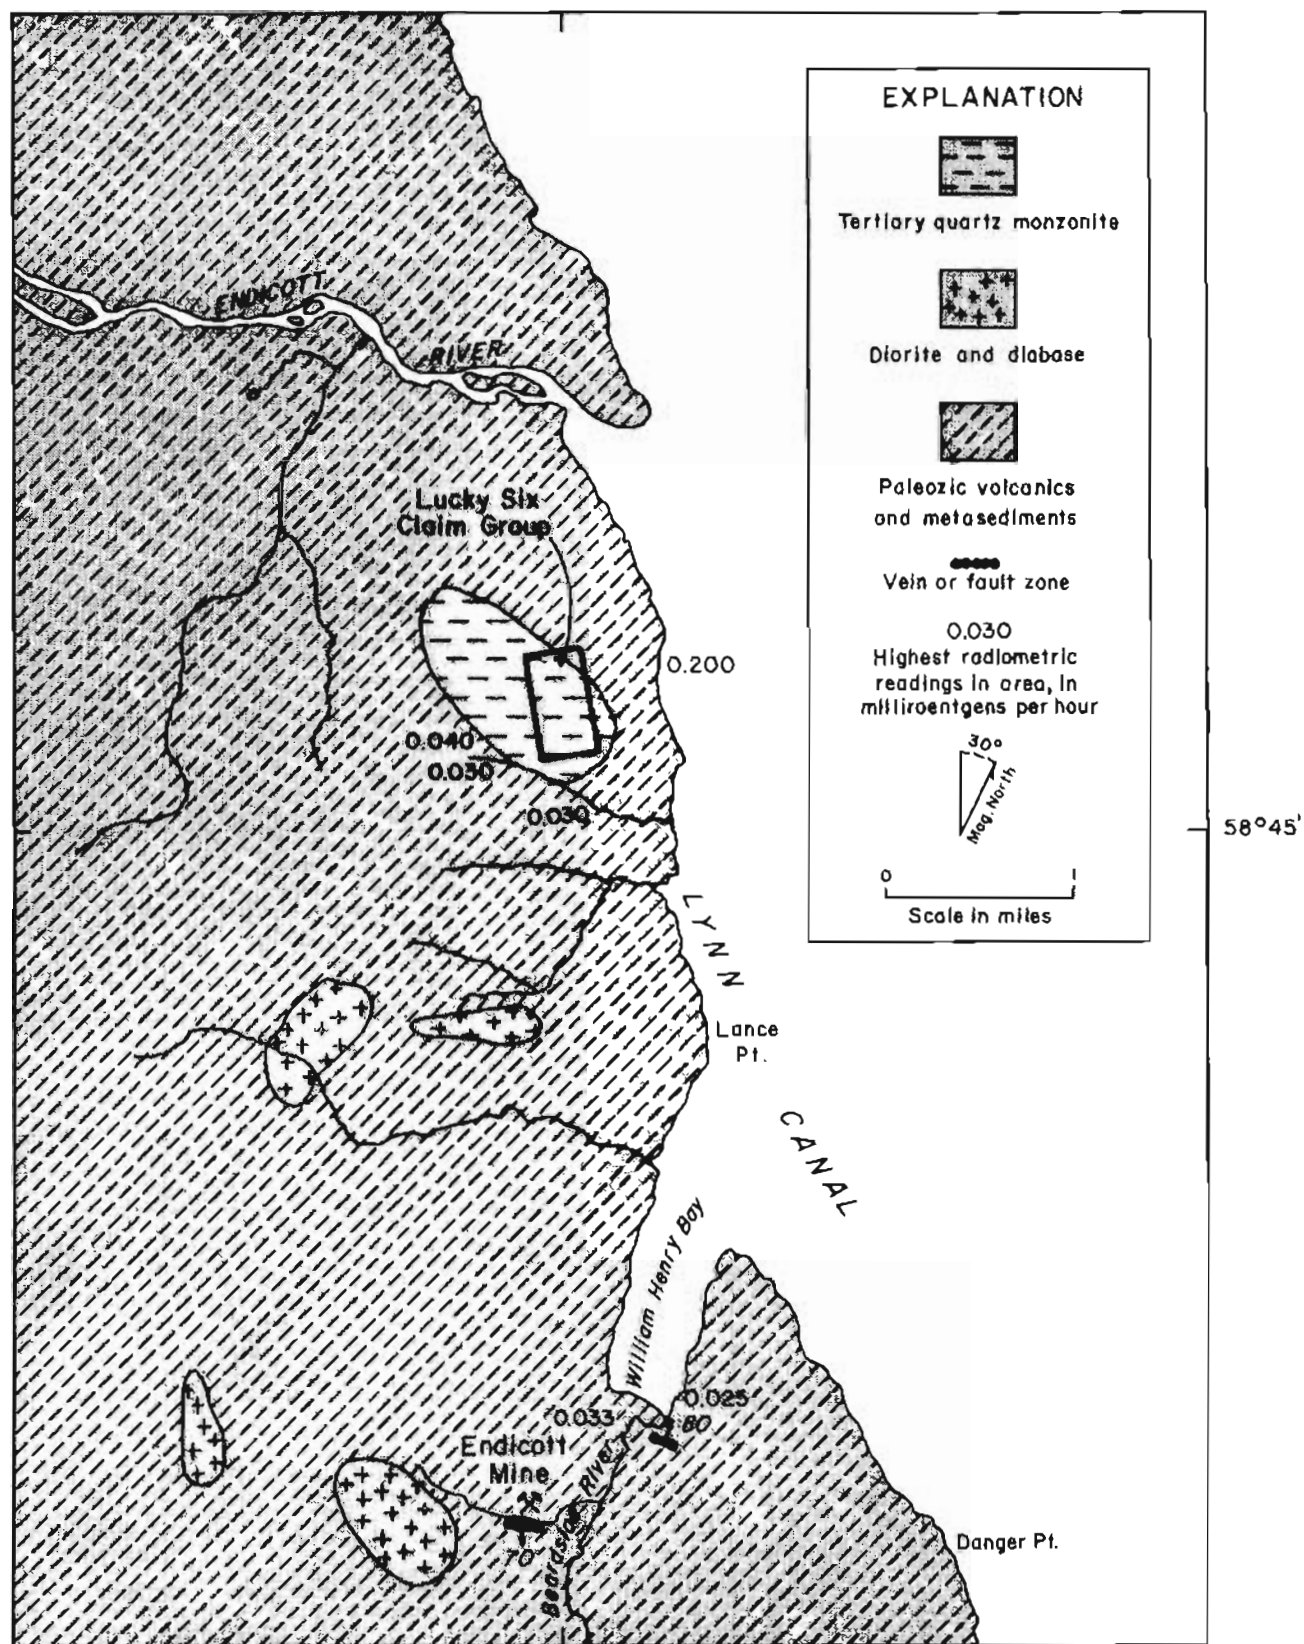 EXPLANATION
Tertiary quartz monzonite
Diorite and diabase
Paleozic volcanics
and metasediments
Vein or fault zone
0.030
Highest radiometric
readings in area, in
milliroentgens per hour
30°
Mag. North
0 1
Scale in miles
58°45'
ENDICOTT
RIVER
Lucky Six
Claim Group
0.200
0.040
0.030
0.030
LYNN
CANAL
Lance
Pt.
William Henry Bay
0.025
0.033
80
Endicott
Mine
70
River
Danger Pt.